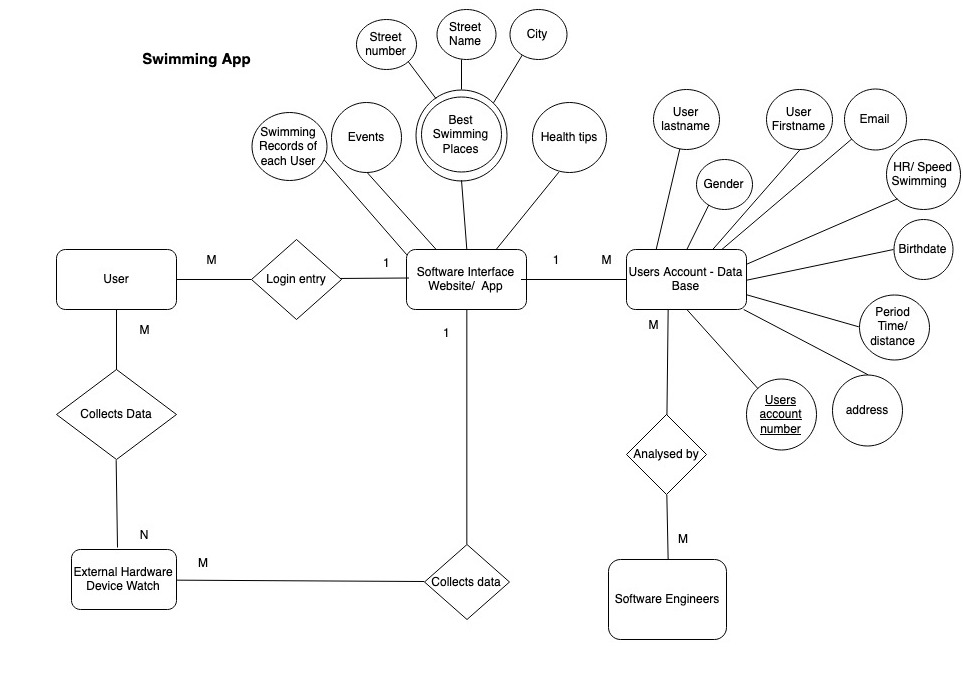 Swimming App
Street
number
Street
Name
City
Swimming
Records of
each User
Events
Best
Swimming
Places
Health tips
User
lastname
User
Firstname
Email
Gender
HR/ Speed
Swimming
Birthdate
Period
Time/
distance
address
Users
account
number
User
M
Login entry
1
Software Interface
Website/ App
1
M
Users Account - Data
Base
M
1
M
Collects Data
Analysed by
N
M
M
External Hardware
Device Watch
Collects data
Software Engineers